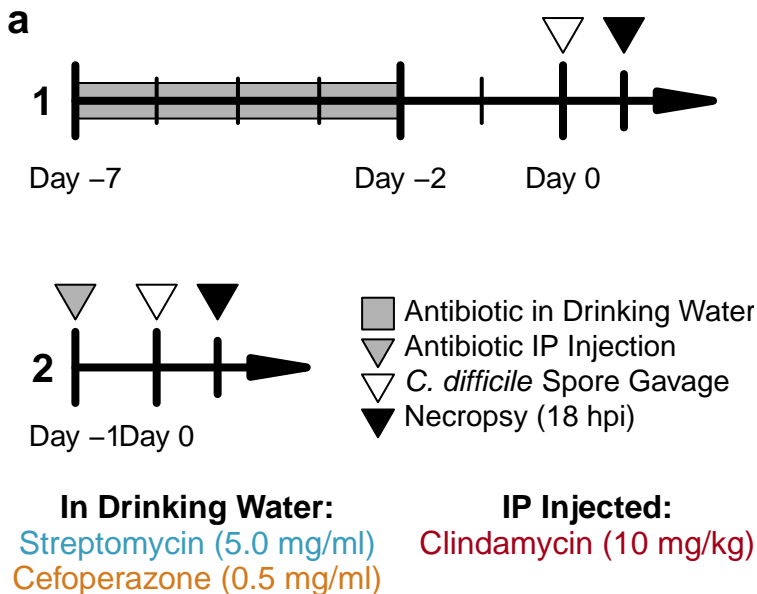 a
1
Day −7
Day −2
Day 0
2
Day −1
Day 0
Antibiotic in Drinking Water
Antibiotic IP Injection
C. difficile Spore Gavage
Necropsy (18 hpi)
In Drinking Water:
Streptomycin (5.0 mg/ml)
Cefoperazone (0.5 mg/ml)
IP Injected:
Clindamycin (10 mg/kg)